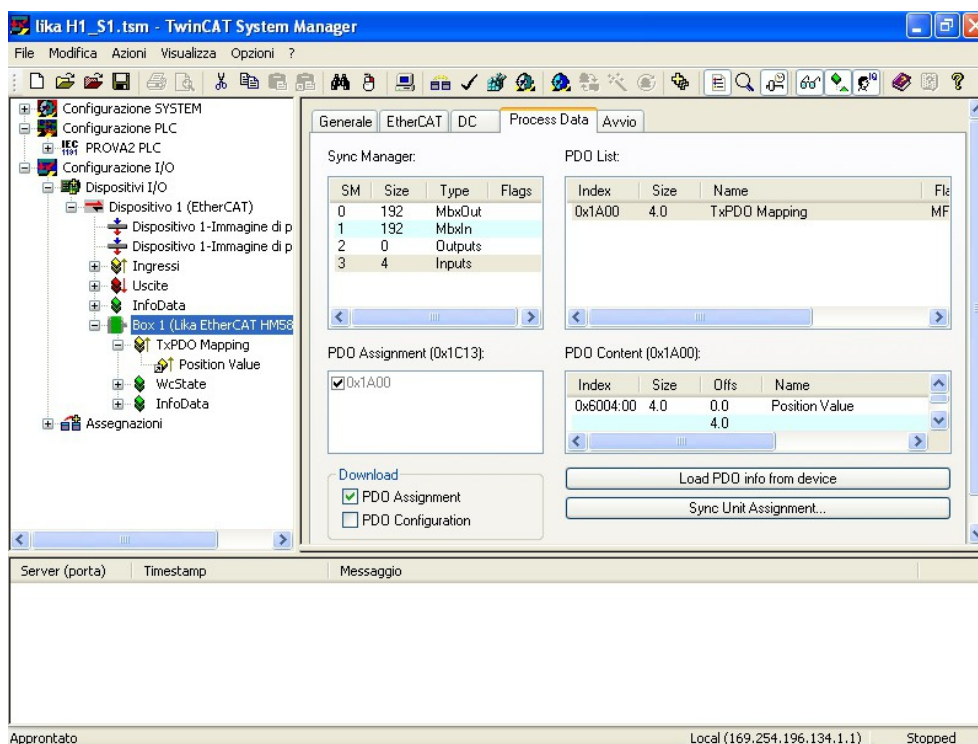 lika H1_S1.tsm - TwinCAT System Manager
File Modifica Azioni Visualizza Opzioni ?
Configurazione SYSTEM
Configurazione PLC
PROVA2 PLC
Configurazione I/O
Dispositivi I/O
Dispositivo 1 (EtherCAT)
Dispositivo 1-Immagine di p
Dispositivo 1-Immagine di p
Ingressi
Uscite
InfoData
Box 1 (Lika EtherCAT HM58
TxPDO Mapping
Position Value
WcState
InfoData
Assegnazioni
Generale EtherCAT DC Process Data Avvio
Sync Manager:
SM Size Type Flags
0 192 MbxOut
1 192 MbxIn
2 0 Outputs
3 4 Inputs
PDO List:
Index Size Name Fla
0x1A00 4.0 TxPDO Mapping MF
PDO Assignment (0x1C13):
0x1A00
PDO Content (0x1A00):
Index Size Offs Name
0x6004:00 4.0 0.0 Position Value
4.0
Download
PDO Assignment
PDO Configuration
Load PDO info from device
Sync Unit Assignment...
Server (porta) Timestamp Messaggio
Approntato Local (169.254.196.134.1.1) Stopped